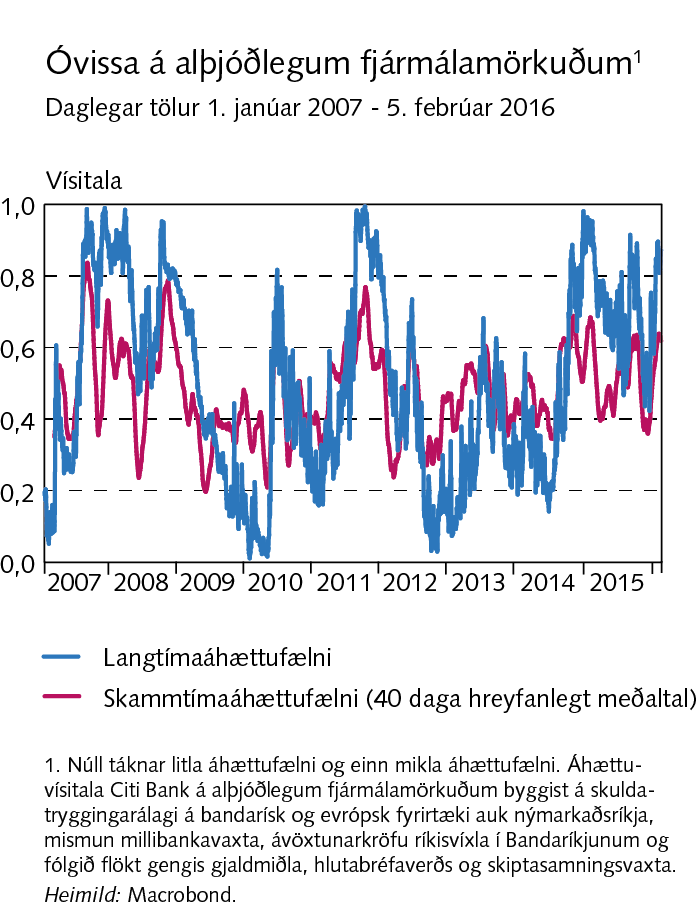 Óvissa á alþjóðlegum fjármálamörkuðum¹
Daglegar tölur 1. janúar 2007 - 5. febrúar 2016
Vísitala
1,0
0,8
0,6
0,4
0,2
0,0
2007 2008 2009 2010 2011 2012 2013 2014 2015
Langtímaáhættufælni
Skammtímaáhættufælni (40 daga hreyfanlegt meðaltal)
1. Núll táknar litla áhættufælni og einn mikla áhættufælni. Áhættu-
vísitala Citi Bank á alþjóðlegum fjármálamörkuðum byggist á skulda-
tryggingarálagi á bandarísk og evrópsk fyrirtæki auk nýmarkaðsríkja,
mismun millibankavaxta, ávöxtunarkröfu ríkisvíxla í Bandaríkjunum og
fólgið flökt gengis gjaldmiðla, hlutabréfaverðs og skiptasamningsvaxta.
Heimild: Macrobond.